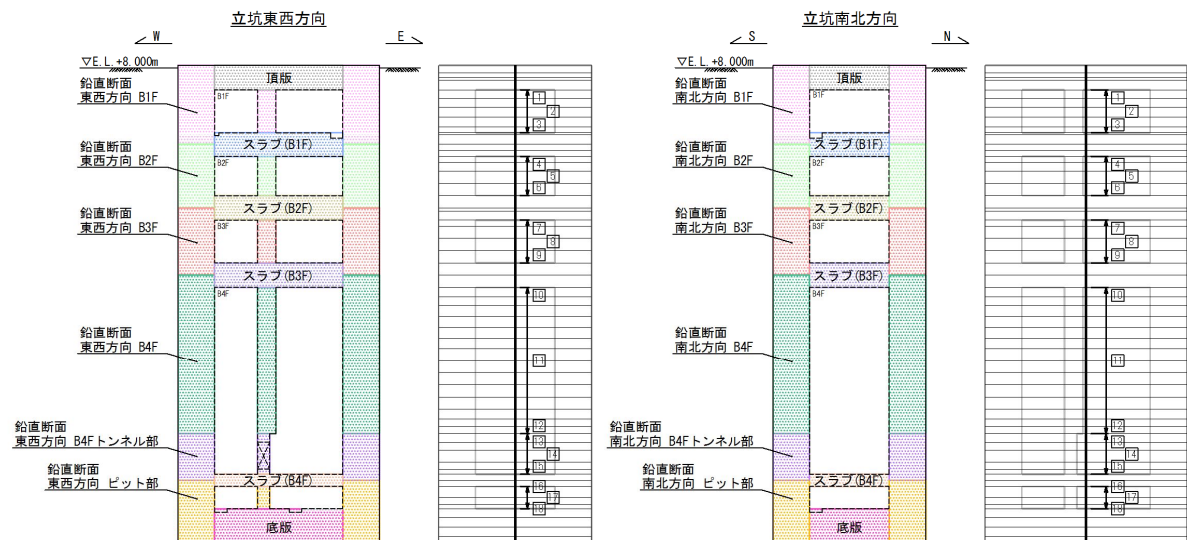 立坑東西方向
W
E
▽E.L.+8.000m
鉛直断面
東西方向 B1F
頂版
B1F
スラブ(B1F)
鉛直断面
東西方向 B2F
B2F
スラブ(B2F)
鉛直断面
東西方向 B3F
B3F
スラブ(B3F)
B4F
鉛直断面
東西方向 B4F
鉛直断面
東西方向 B4Fトンネル部
スラブ(B4F)
鉛直断面
東西方向 ピット部
底版
1
2
3
4
5
6
7
8
9
10
11
12
13
14
15
16
17
18
立坑南北方向
S
N
▽E.L.+8.000m
鉛直断面
南北方向 B1F
頂版
B1F
スラブ(B1F)
鉛直断面
南北方向 B2F
B2F
スラブ(B2F)
鉛直断面
南北方向 B3F
B3F
スラブ(B3F)
B4F
鉛直断面
南北方向 B4F
鉛直断面
南北方向 B4Fトンネル部
スラブ(B4F)
鉛直断面
南北方向 ピット部
底版
1
2
3
4
5
6
7
8
9
10
11
12
13
14
15
16
17
18